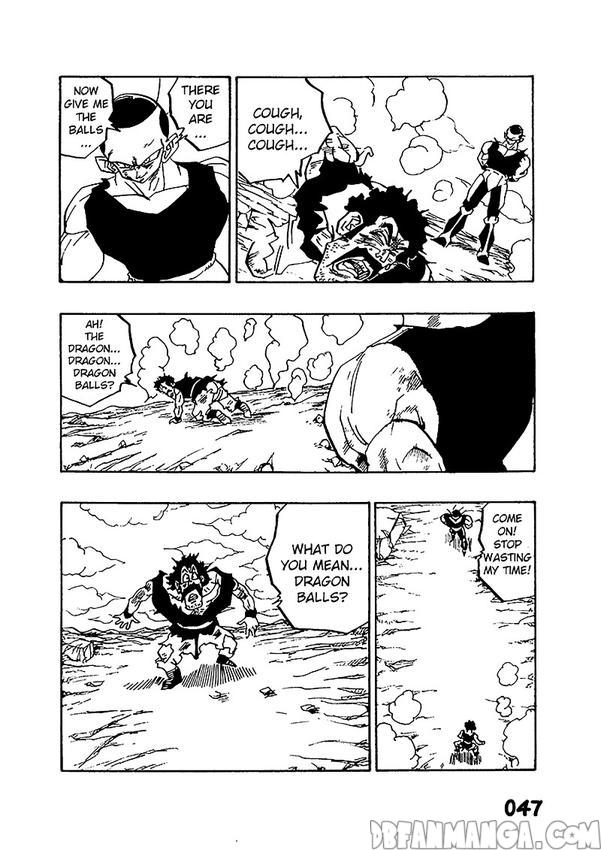 THERE
YOU
ARE
...
NOW
GIVE ME
THE
BALLS
...
COUGH,
COUGH...
COUGH...
AH!
THE
DRAGON...
DRAGON...
DRAGON
BALLS?
WHAT DO
YOU MEAN...
DRAGON
BALLS?
COME
ON!
STOP
WASTING
MY TIME!
047
DBFANMANGA.COM